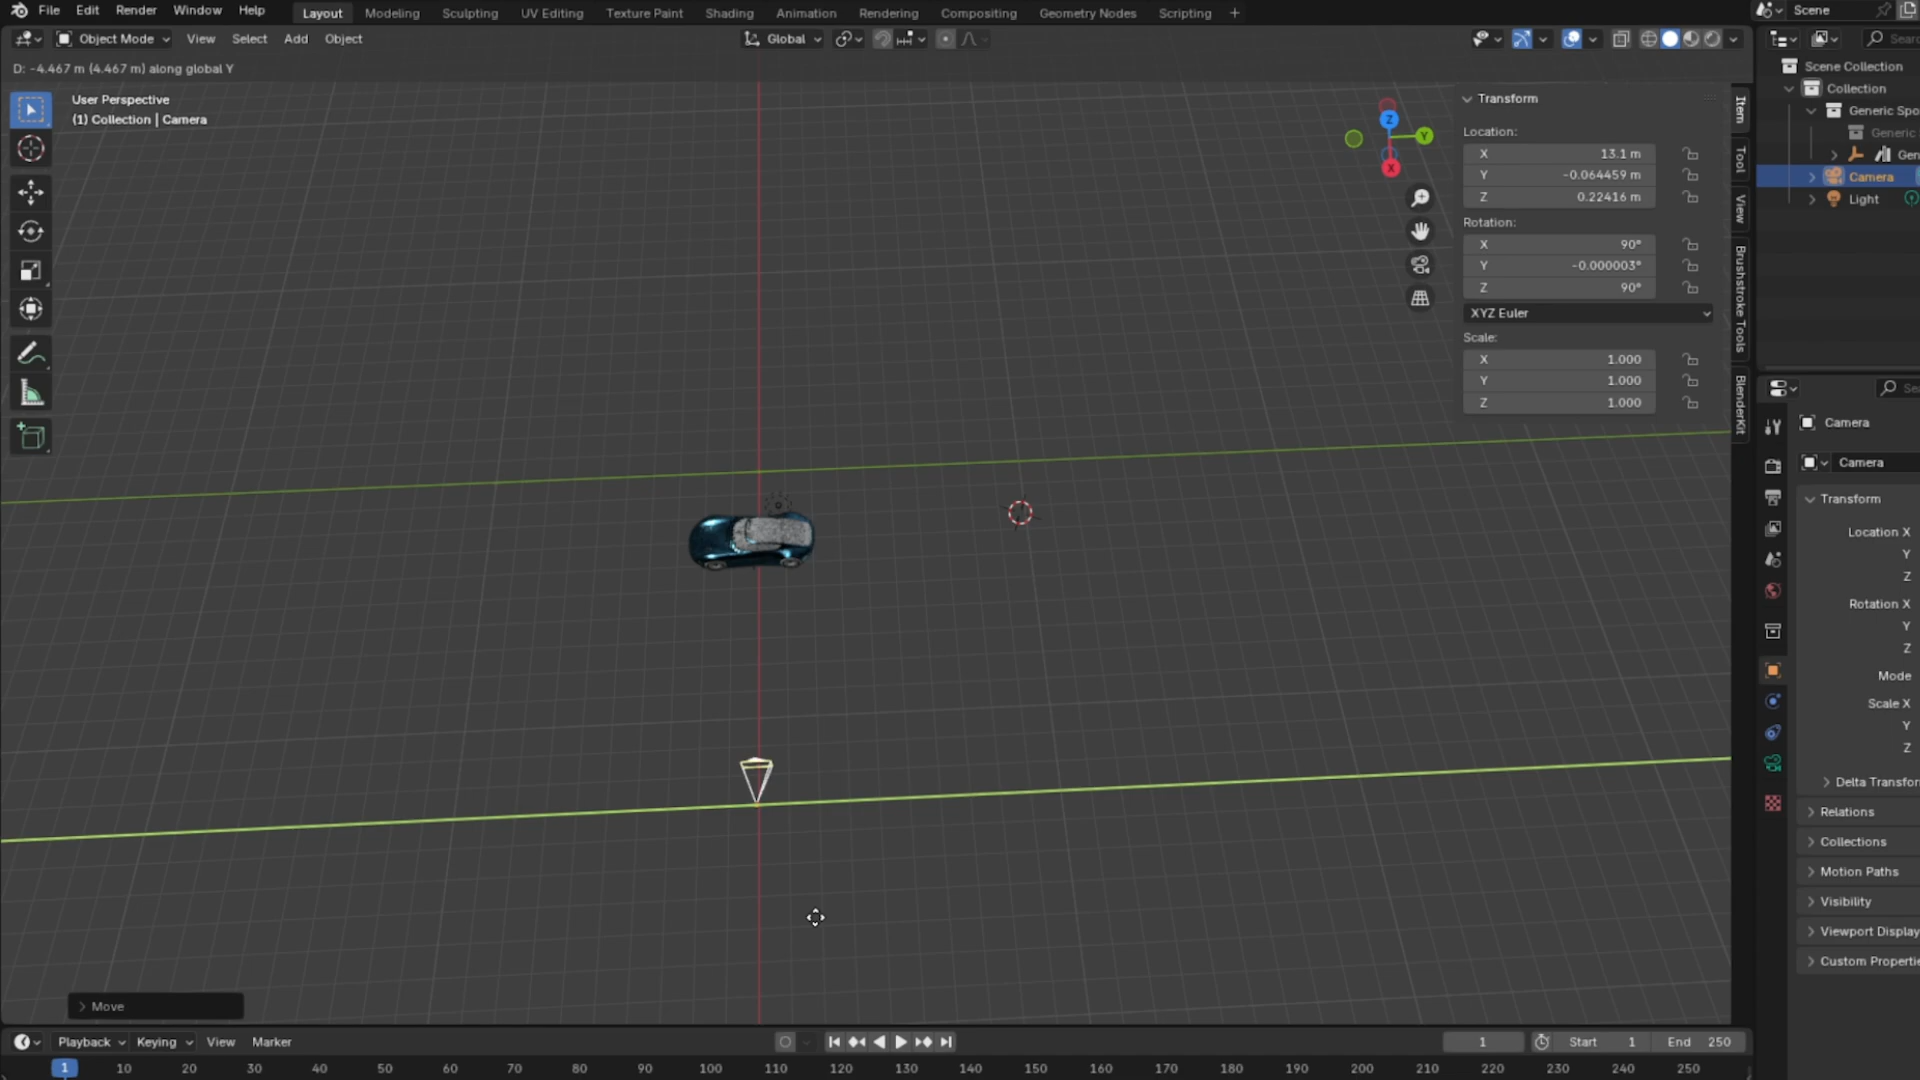 File Edit Render Window Help Layout Modeling Sculpting UV Editing Texture Paint Shading Animation Rendering Compositing Geometry Nodes Scripting + Scene
Object Mode View Select Add Object Global
D: -4.467 m (4.467 m) along global Y
User Perspective
(1) Collection | Camera
Z
Y
X
Transform
Location:
X 13.1 m
Y -0.064459 m
Z 0.22416 m
Rotation:
X 90°
Y -0.000003°
Z 90°
XYZ Euler
Scale:
X 1.000
Y 1.000
Z 1.000
Item
Tool
View
Brushstroke Tools
BlenderKit
Sear
Scene Collection
Collection
Generic Spo
Generic
Gen
Camera
Light
Se
Camera
Camera
Transform
Location X
Y
Z
Rotation X
Y
Z
Mode
Scale X
Y
Z
Delta Transfor
Relations
Collections
Motion Paths
Visibility
Viewport Display
Custom Propertie
Move
Playback Keying View Marker 1 Start 1 End 250
1 10 20 30 40 50 60 70 80 90 100 110 120 130 140 150 160 170 180 190 200 210 220 230 240 250